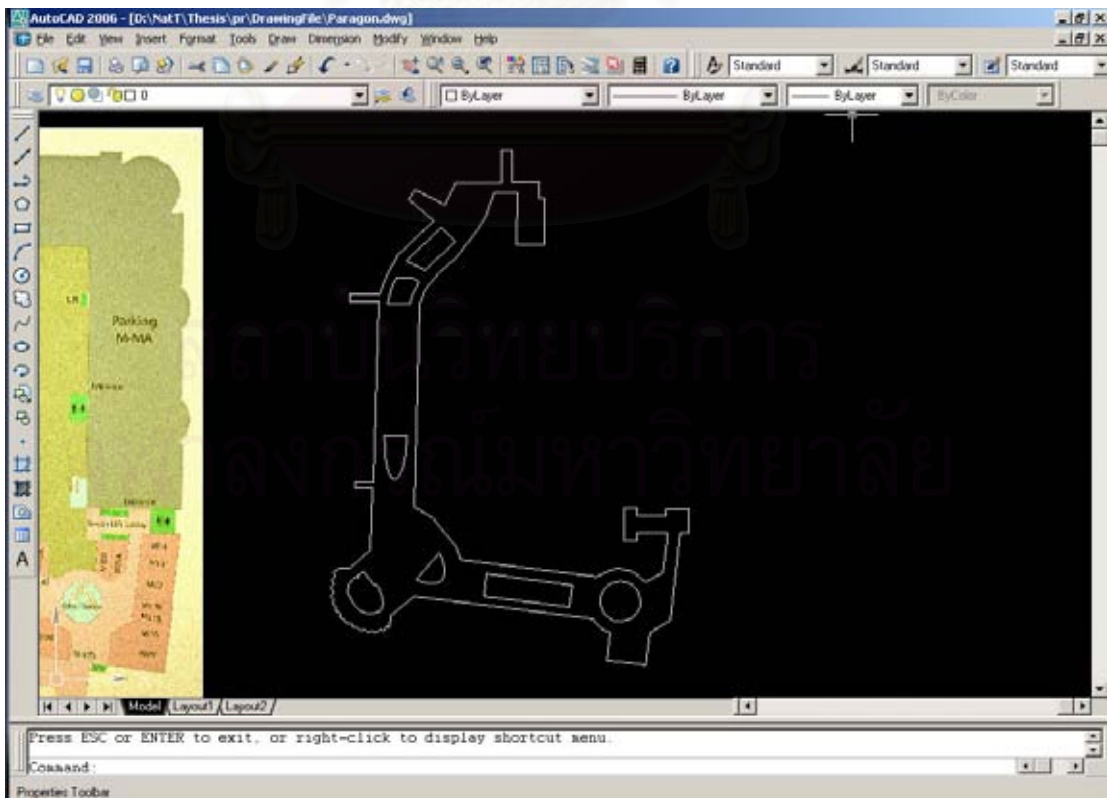 AutoCAD 2006 - [D:\NatT\Thesis\pr\DrawingFile\Paragon.dwg]
File Edit View Insert Format Tools Draw Dimension Modify Window Help
Standard Standard Standard
0 ByLayer ByLayer ByLayer ByColor
Parking
M-MA
สถาบันวิทยบริการ
จุฬาลงกรณ์มหาวิทยาลัย
A
Model Layout1 Layout2
Press ESC or ENTER to exit, or right-click to display shortcut menu.
Command:
Properties Toolbar